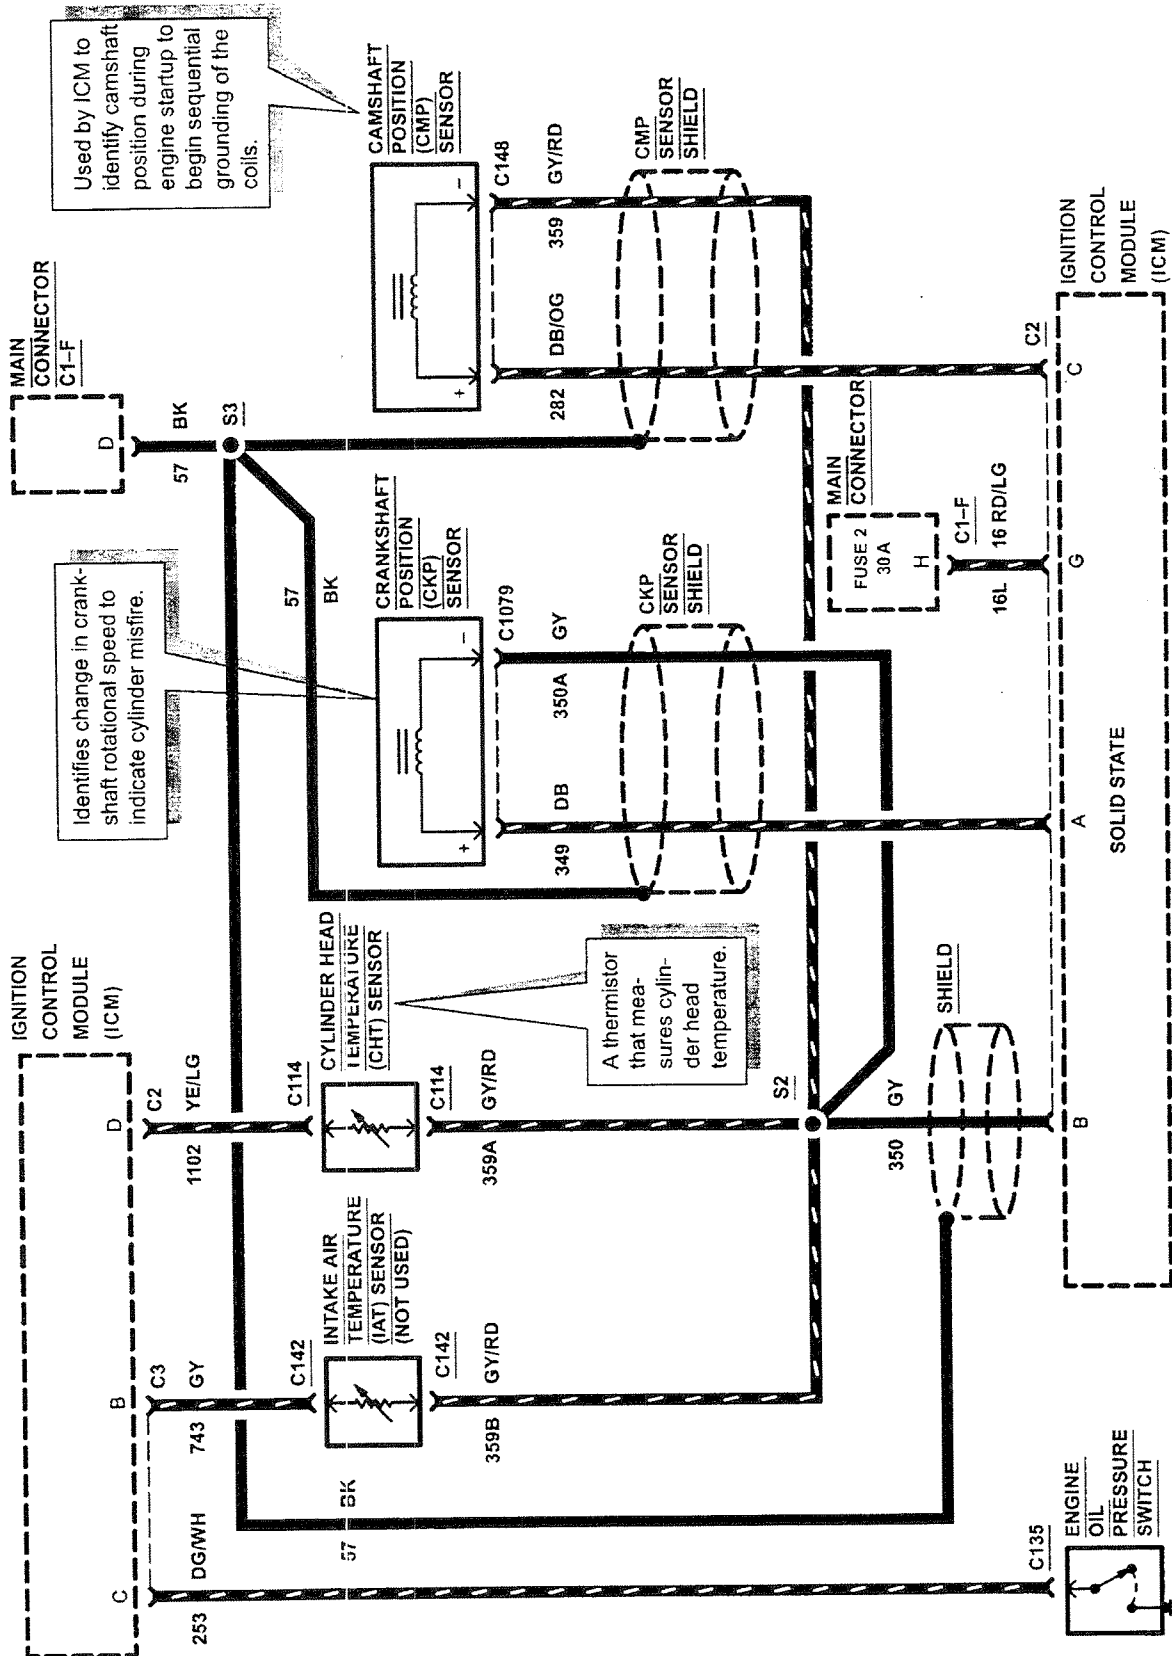 IGNITION
CONTROL
MODULE
(ICM)
C
B
D
C3
C2
253
DG/WH
743
GY
1102
YE/LG
C142
C114
INTAKE AIR
TEMPERATURE
(IAT) SENSOR
(NOT USED)
CYLINDER HEAD
TEMPERATURE
(CHT) SENSOR
57
BK
C142
C114
359B
GY/RD
359A
GY/RD
A thermistor
that mea-
sures cylin-
der head
temperature.
S2
350
GY
SHIELD
C135
ENGINE
OIL
PRESSURE
SWITCH
Identifies change in crank-
shaft rotational speed to
indicate cylinder misfire.
MAIN
CONNECTOR
C1-F
D
57
BK
S3
57
BK
Used by ICM to
identify camshaft
position during
engine startup to
begin sequential
grounding of the
coils.
CRANKSHAFT
POSITION
(CKP)
SENSOR
+
-
C1079
349
DB
350A
GY
CKP
SENSOR
SHIELD
CAMSHAFT
POSITION
(CMP)
SENSOR
+
-
C148
282
DB/OG
359
GY/RD
CMP
SENSOR
SHIELD
MAIN
CONNECTOR
FUSE 2
30 A
H
C1-F
16L
16 RD/LG
C2
B
A
G
C
SOLID STATE
IGNITION
CONTROL
MODULE
(ICM)